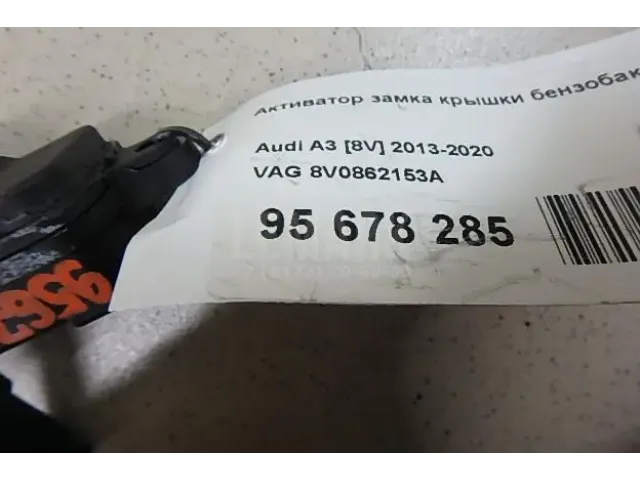 Активатор замка крышки бензобак
Audi A3 [8V] 2013-2020
VAG 8V0862153A
95 678 285